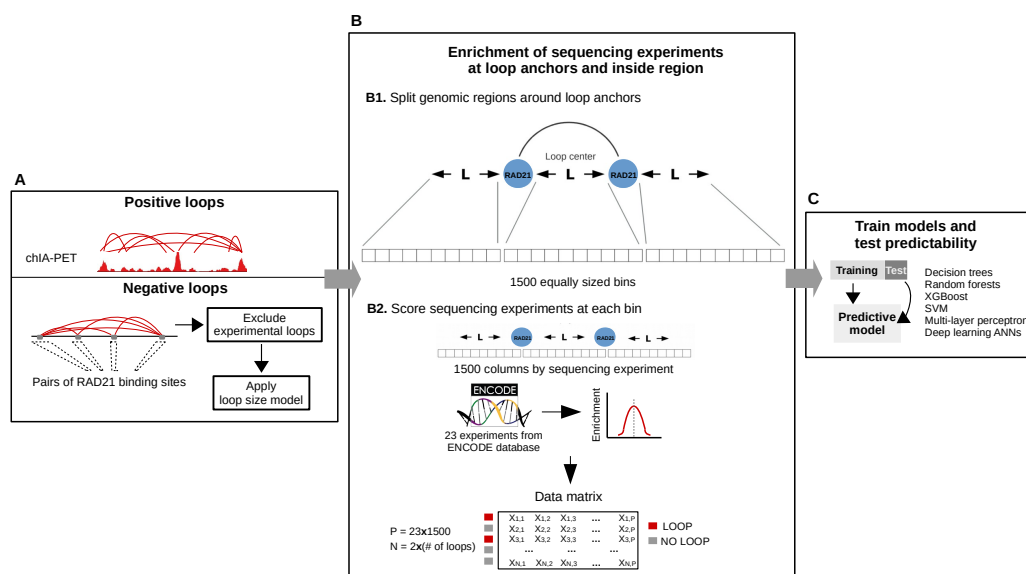 A
Positive loops
chIA-PET
Negative loops
Exclude
experimental loops
Pairs of RAD21 binding sites
Apply
loop size model
B
Enrichment of sequencing experiments
at loop anchors and inside region
B1. Split genomic regions around loop anchors
Loop center
L RAD21 L RAD21 L
1500 equally sized bins
B2. Score sequencing experiments at each bin
L RAD21 L RAD21 L
1500 columns by sequencing experiment
ENCODE
23 experiments from
ENCODE database
Enrichment
Data matrix
P = 23x1500
N = 2x(# of loops)
X1,1 X1,2 X1,3 ... X1,P
X2,1 X2,2 X2,3 ... X2,P
X3,1 X3,2 X3,3 ... X3,P
... ...
XN,1 XN,2 XN,3 ... XN,P
LOOP
NO LOOP
C
Train models and
test predictability
Training Test
Predictive
model
Decision trees
Random forests
XGBoost
SVM
Multi-layer perceptron
Deep learning ANNs